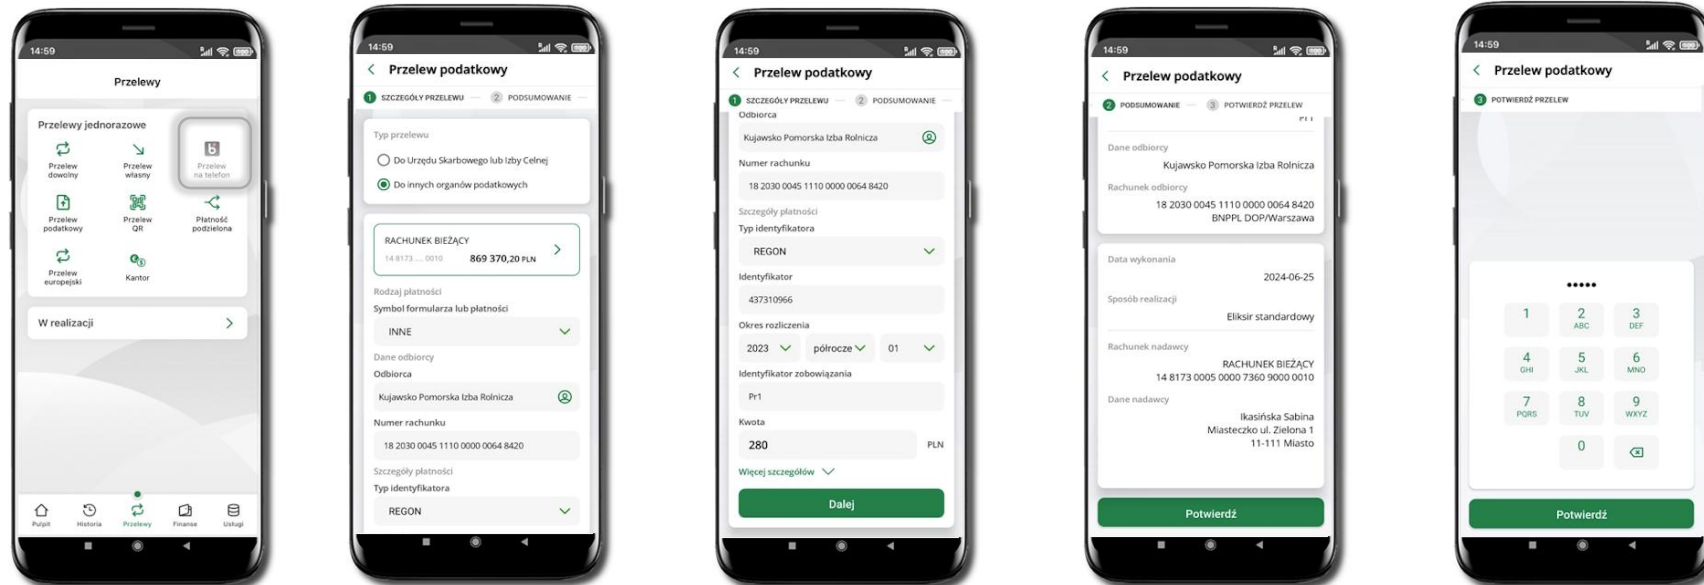 14:59
Przelewy
Przelewy jednorazowe
Przelew
dowolny
Przelew
własny
Przelew
na telefon
Przelew
podatkowy
Przelew
QR
Płatność
podzielona
Przelew
europejski
Kantor
W realizacji
Pulpit
Historia
Przelewy
Finanse
Usługi
14:59
Przelew podatkowy
1 SZCZEGÓŁY PRZELEWU
2 PODSUMOWANIE
Typ przelewu
Do Urzędu Skarbowego lub Izby Celnej
Do innych organów podatkowych
RACHUNEK BIEŻĄCY
14 8173 .... 0010 869 370,20 PLN
Rodzaj płatności
Symbol formularza lub płatności
INNE
Dane odbiorcy
Odbiorca
Kujawsko Pomorska Izba Rolnicza
Numer rachunku
18 2030 0045 1110 0000 0064 8420
Szczegóły płatności
Typ identyfikatora
REGON
14:59
Przelew podatkowy
1 SZCZEGÓŁY PRZELEWU
2 PODSUMOWANIE
Odbiorca
Kujawsko Pomorska Izba Rolnicza
Numer rachunku
18 2030 0045 1110 0000 0064 8420
Szczegóły płatności
Typ identyfikatora
REGON
Identyfikator
437310966
Okres rozliczenia
2023 półrocze 01
Identyfikator zobowiązania
Pr1
Kwota
280 PLN
Więcej szczegółów
Dalej
14:59
Przelew podatkowy
2 PODSUMOWANIE
3 POTWIERDŹ PRZELEW
Pr1
Dane odbiorcy
Kujawsko Pomorska Izba Rolnicza
Rachunek odbiorcy
18 2030 0045 1110 0000 0064 8420
BNPPL DOP/Warszawa
Data wykonania
2024-06-25
Sposób realizacji
Eliksir standardowy
Rachunek nadawcy
RACHUNEK BIEŻĄCY
14 8173 0005 0000 7360 9000 0010
Dane nadawcy
Ikasińska Sabina
Miasteczko ul. Zielona 1
11-111 Miasto
Potwierdź
14:59
Przelew podatkowy
3 POTWIERDŹ PRZELEW
•••••
1
2
ABC
3
DEF
4
GHI
5
JKL
6
MNO
7
PQRS
8
TUV
9
WXYZ
0
Potwierdź